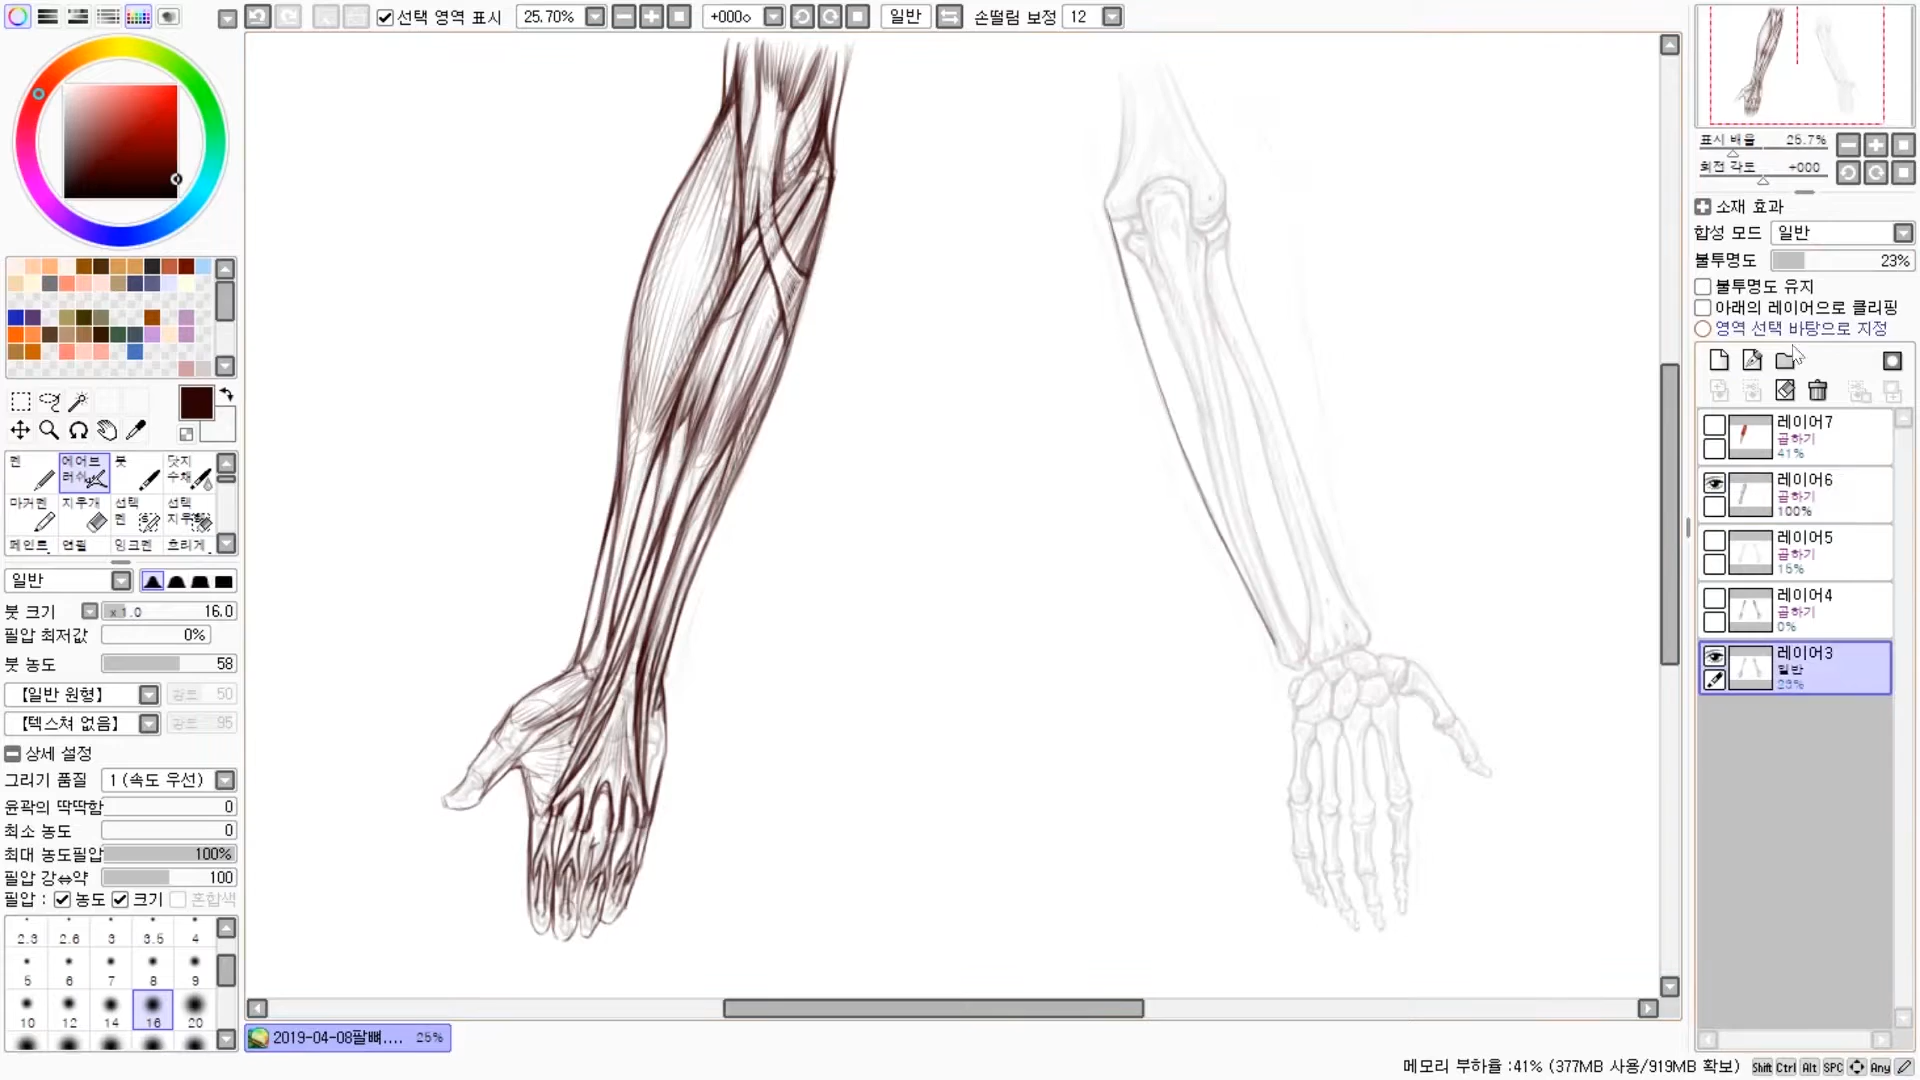 선택 영역 표시 25.70% +000◇ 일반 손떨림 보정 12
표시 배율 25.7%
회전 각도 +000
소재 효과
합성 모드 일반
불투명도 23%
불투명도 유지
아래의 레이어으로 클리핑
영역 선택 바탕으로 지정
레이어7
곱하기
41%
레이어6
곱하기
100%
레이어5
곱하기
15%
레이어4
곱하기
0%
레이어3
일반
23%
펜 에어브러쉬 붓 닷지 수채
마커펜 지우개 선택 펜 선택 지우개
페인트 연필 잉크펜 흐리게
일반
붓 크기 x 1.0 16.0
필압 최저값 0%
붓 농도 58
【일반 원형】 강도 50
【텍스쳐 없음】 강도 95
상세 설정
그리기 품질 1 (속도 우선)
윤곽의 딱딱함 0
최소 농도 0
최대 농도필압 100%
필압 강⇔약 100
필압 : 농도 크기 혼합색
2.3 2.6 3 3.5 4
5 6 7 8 9
10 12 14 16 20
2019-04-08팔뼈.... 25%
메모리 부하율 :41% (377MB 사용/919MB 확보) Shift Ctrl Alt SPC Any